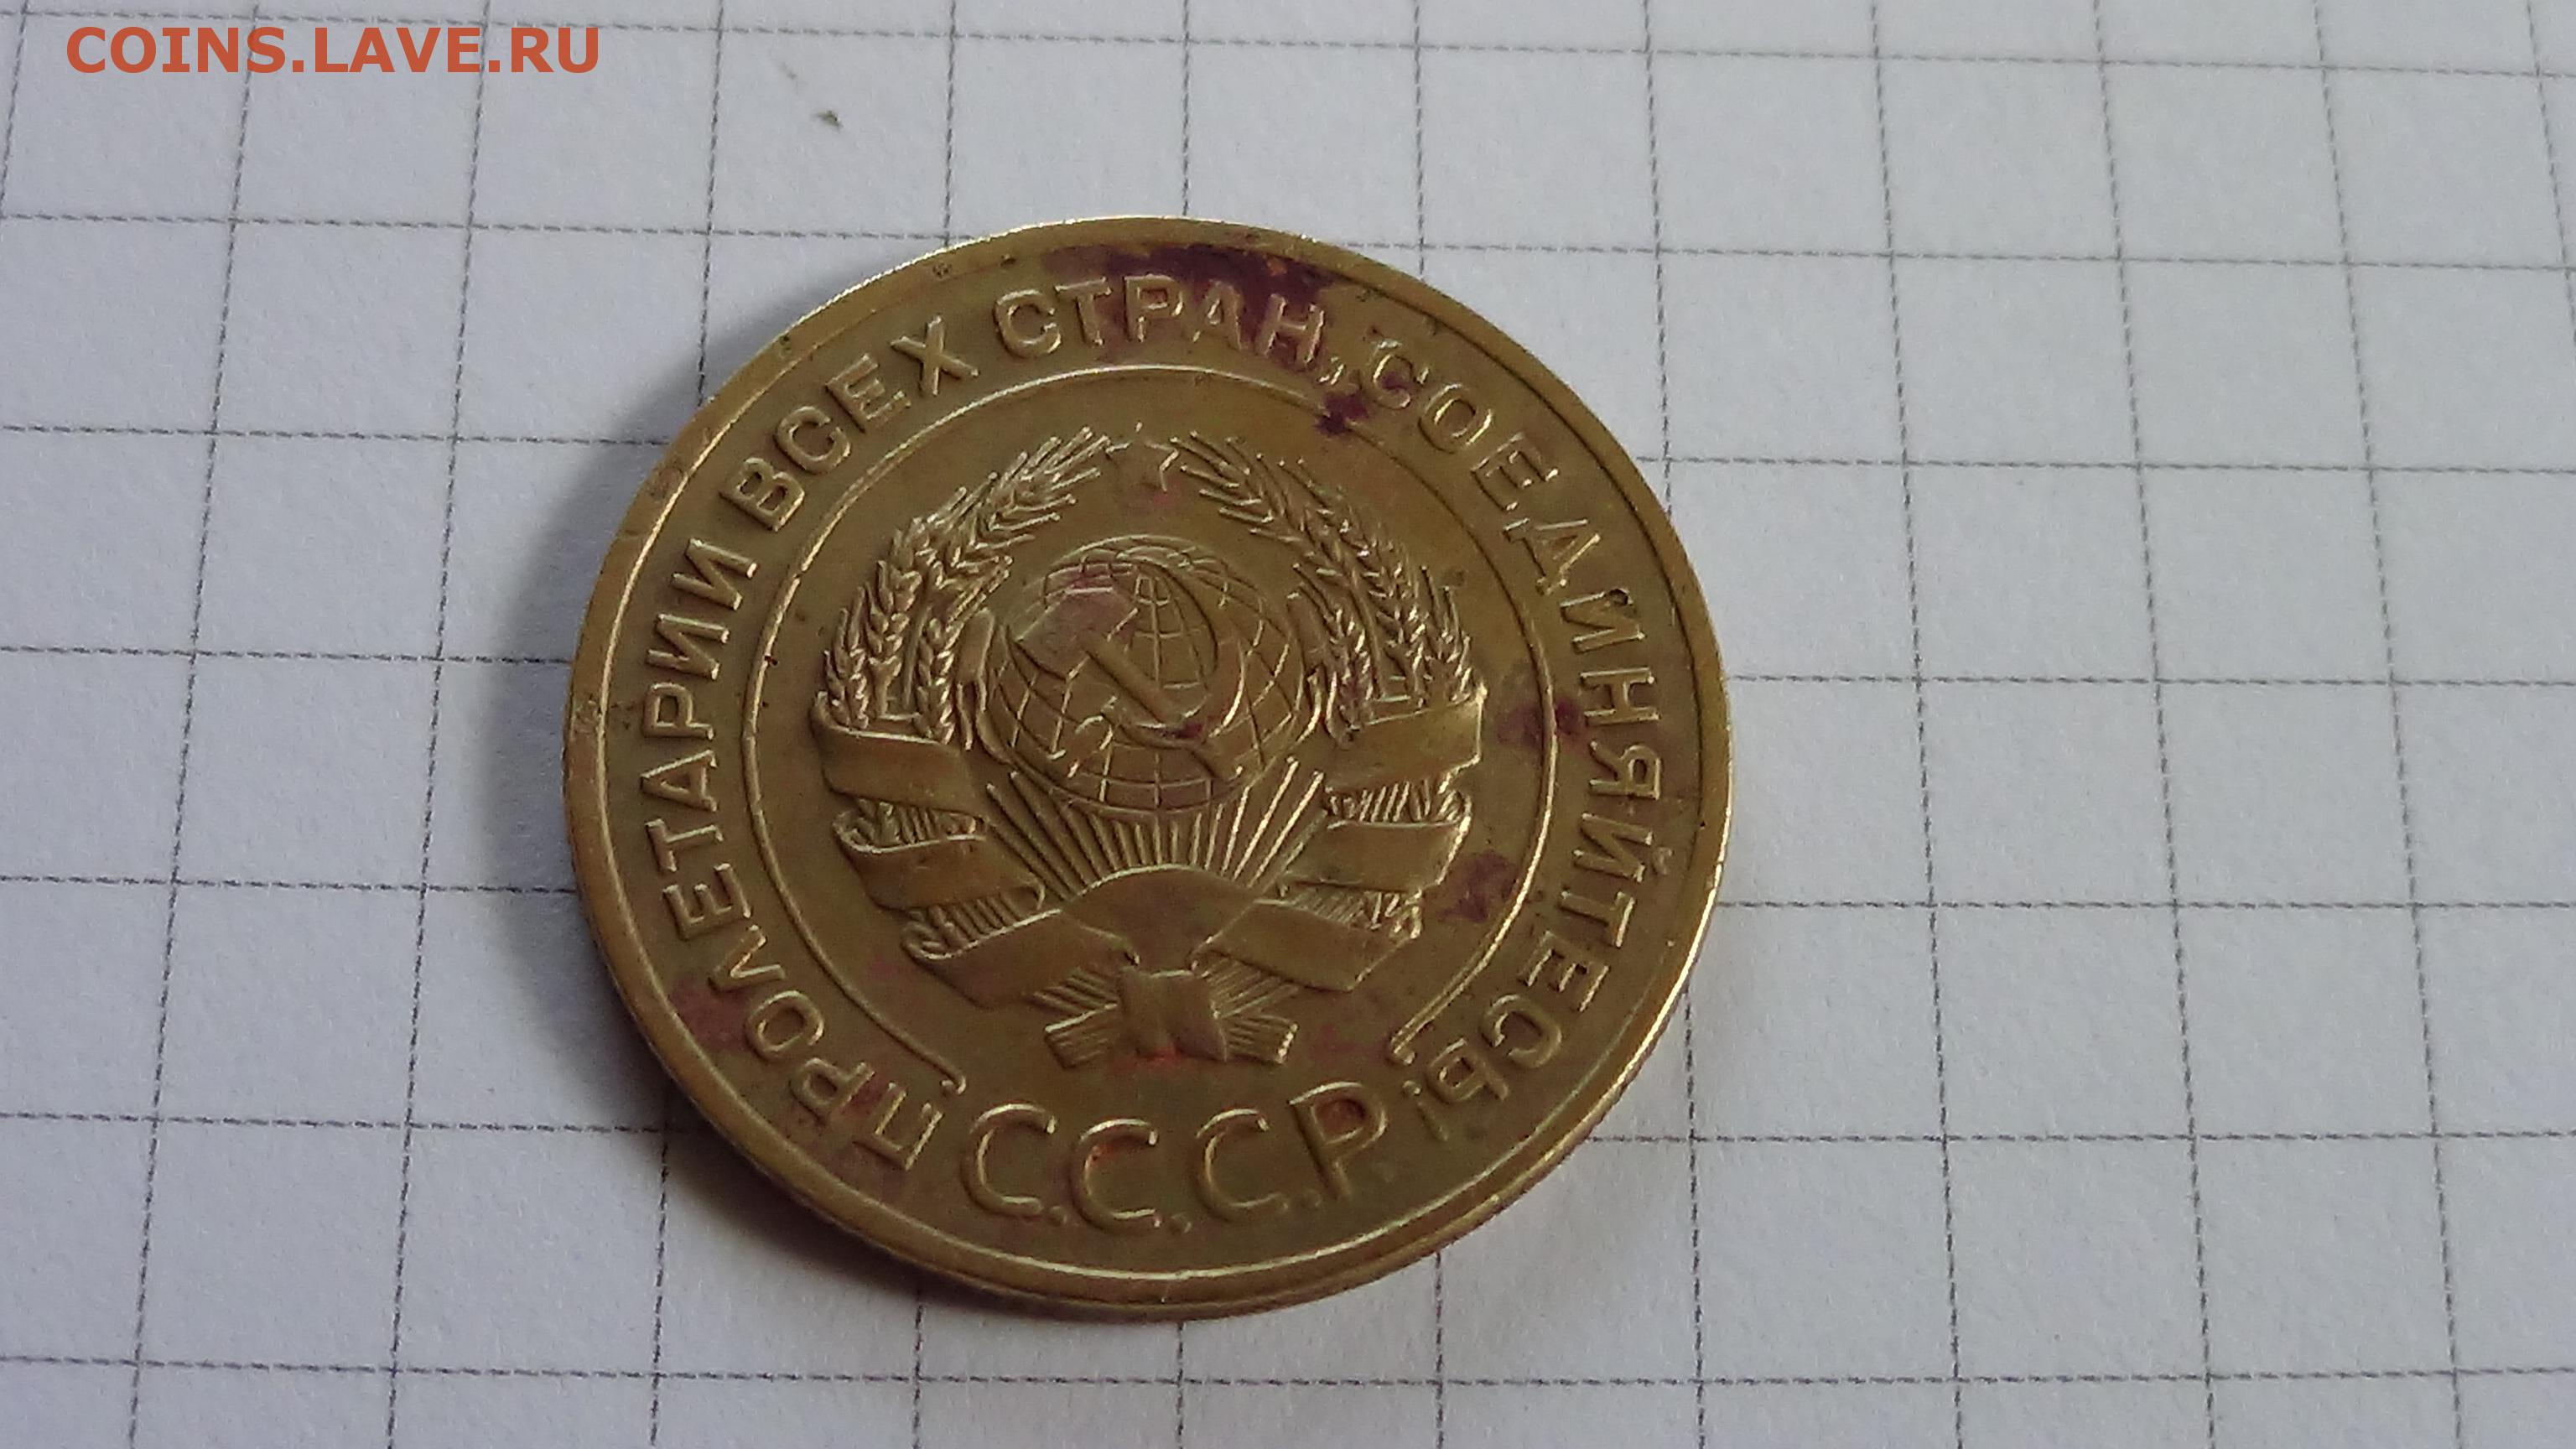 COINS.LAVE.RU
ПРОЛЕТАРИИ ВСЕХ СТРАН, СОЕДИНЯЙТЕСЬ!
С.С.С.Р.